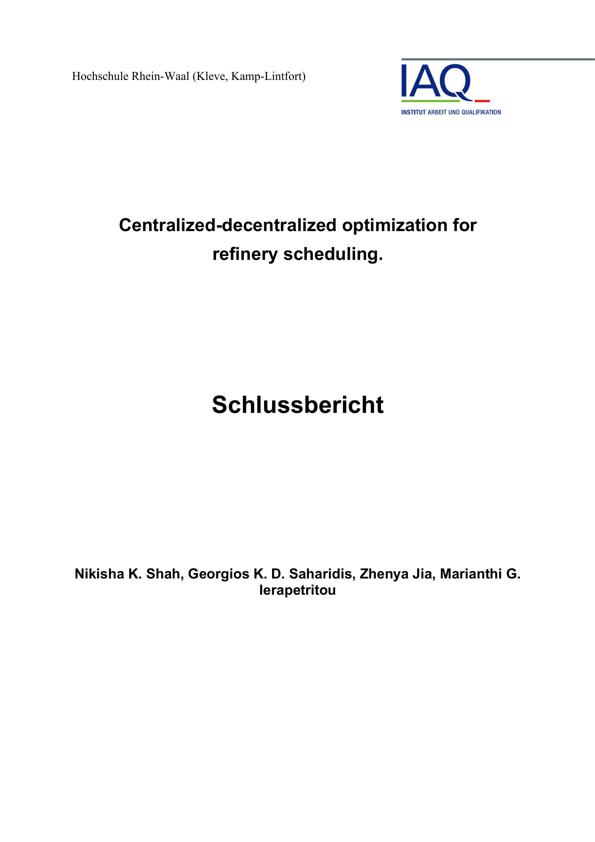 Hochschule Rhein-Waal (Kleve, Kamp-Lintfort)
IAQ
INSTITUT ARBEIT UND QUALIFIKATION
Centralized-decentralized optimization for
refinery scheduling.
Schlussbericht
Nikisha K. Shah, Georgios K. D. Saharidis, Zhenya Jia, Marianthi G.
Ierapetritou